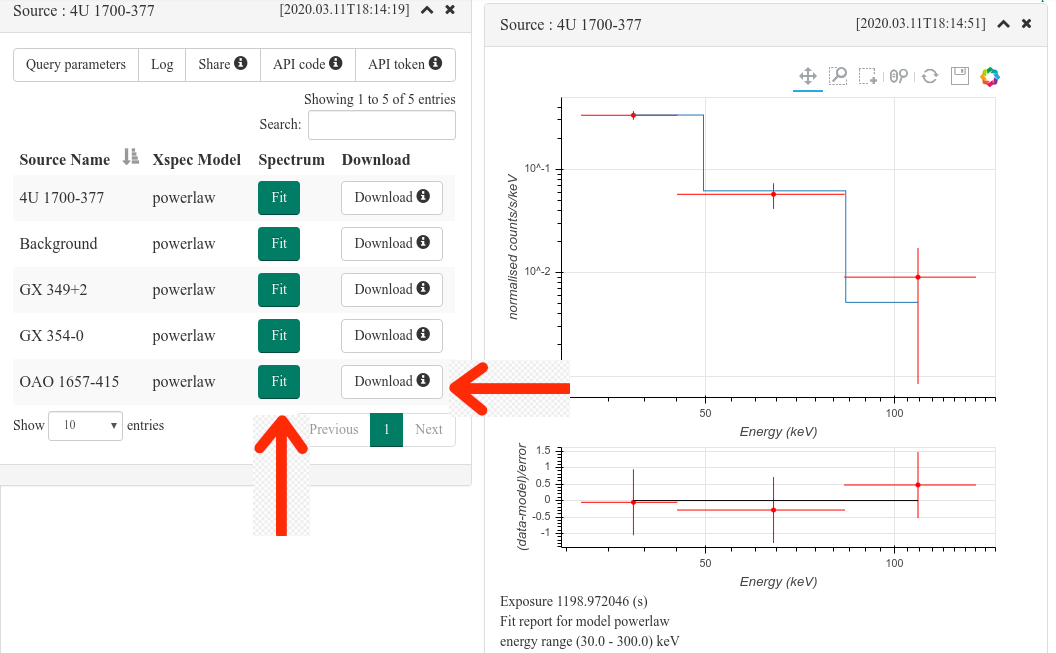 Source : 4U 1700-377 [2020.03.11T18:14:19]
Query parameters Log Share API code API token
Showing 1 to 5 of 5 entries
Search:
Source Name Xspec Model Spectrum Download
4U 1700-377 powerlaw Fit Download
Background powerlaw Fit Download
GX 349+2 powerlaw Fit Download
GX 354-0 powerlaw Fit Download
OAO 1657-415 powerlaw Fit Download
Show 10 entries Previous 1 Next
Source : 4U 1700-377 [2020.03.11T18:14:51]
normalised counts/s/keV
10^-1
10^-2
50 100
Energy (keV)
(data-model)/error
1.5
1
0.5
0
-0.5
-1
50 100
Energy (keV)
Exposure 1198.972046 (s)
Fit report for model powerlaw
energy range (30.0 - 300.0) keV